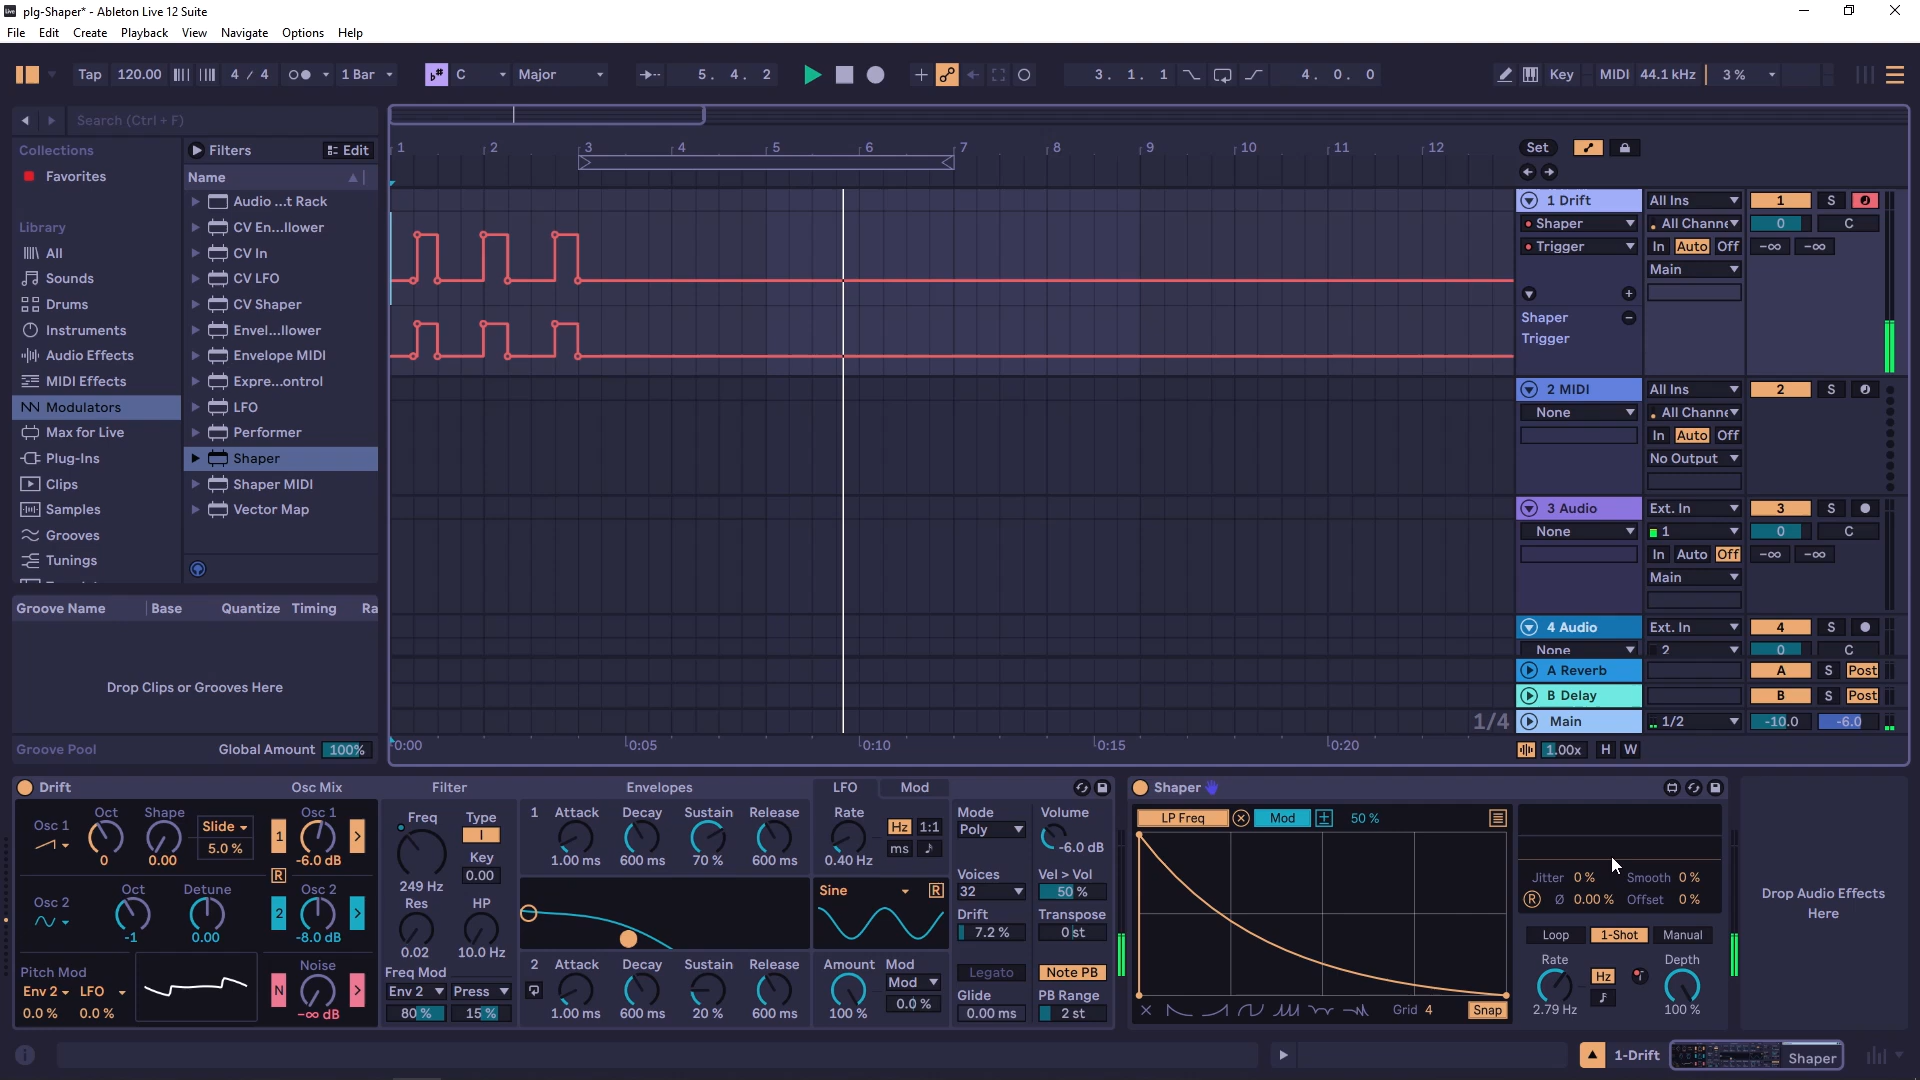 plg-Shaper* - Ableton Live 12 Suite
File Edit Create Playback View Navigate Options Help
Tap 120.00 4 / 4 1 Bar C Major 5. 4. 2 3. 1. 1 4. 0. 0 Key MIDI 44.1 kHz 3 %
Search (Ctrl + F)
Collections
Favorites
Library
All
Sounds
Drums
Instruments
Audio Effects
MIDI Effects
Modulators
Max for Live
Plug-Ins
Clips
Samples
Grooves
Tunings
Filters Edit
Name
Audio ...t Rack
CV En...llower
CV In
CV LFO
CV Shaper
Envel...llower
Envelope MIDI
Expre...ontrol
LFO
Performer
Shaper
Shaper MIDI
Vector Map
Groove Name Base Quantize Timing Ra
Drop Clips or Grooves Here
Groove Pool Global Amount 100%
1 2 3 4 5 6 7 8 9 10 11 12
0:00 0:05 0:10 0:15 0:20
1/4
Set
1 Drift All Ins 1 S
Shaper All Channe 0 C
Trigger In Auto Off -∞ -∞
Main
Shaper
Trigger
2 MIDI All Ins 2 S
None All Channe
In Auto Off
No Output
3 Audio Ext. In 3 S
None 1 0 C
In Auto Off -∞ -∞
Main
4 Audio Ext. In 4 S
None 2 0 C
A Reverb A S Post
B Delay B S Post
Main 1/2 -10.0 -6.0
1.00x H W
Drift Osc Mix Filter Envelopes LFO Mod
Osc 1 Oct 0 Shape 0.00 Slide 5.0 %
1 Osc 1 -6.0 dB
R
Osc 2 Oct -1 Detune 0.00
2 Osc 2 -8.0 dB
Pitch Mod
Env 2 LFO
0.0 % 0.0 %
N Noise -∞ dB
Freq 249 Hz Type I
Key 0.00
Res 0.02 HP 10.0 Hz
Freq Mod
Env 2 Press
80 % 15 %
1 Attack Decay Sustain Release
1.00 ms 600 ms 70 % 600 ms
2 Attack Decay Sustain Release
1.00 ms 600 ms 20 % 600 ms
Rate 0.40 Hz Hz 1:1 ms
Sine R
Amount 100 % Mod Mod 0.0 %
Mode Poly Volume -6.0 dB
Voices 32 Vel > Vol 50 %
Drift 7.2 % Transpose 0 st
Legato Note PB
Glide 0.00 ms PB Range 2 st
Shaper
LP Freq Mod 50 %
Grid 4 Snap
Jitter 0 % Smooth 0 %
R Ø 0.00 % Offset 0 %
Loop 1-Shot Manual
Rate Depth
Hz
2.79 Hz 100 %
Drop Audio Effects
Here
1-Drift Shaper